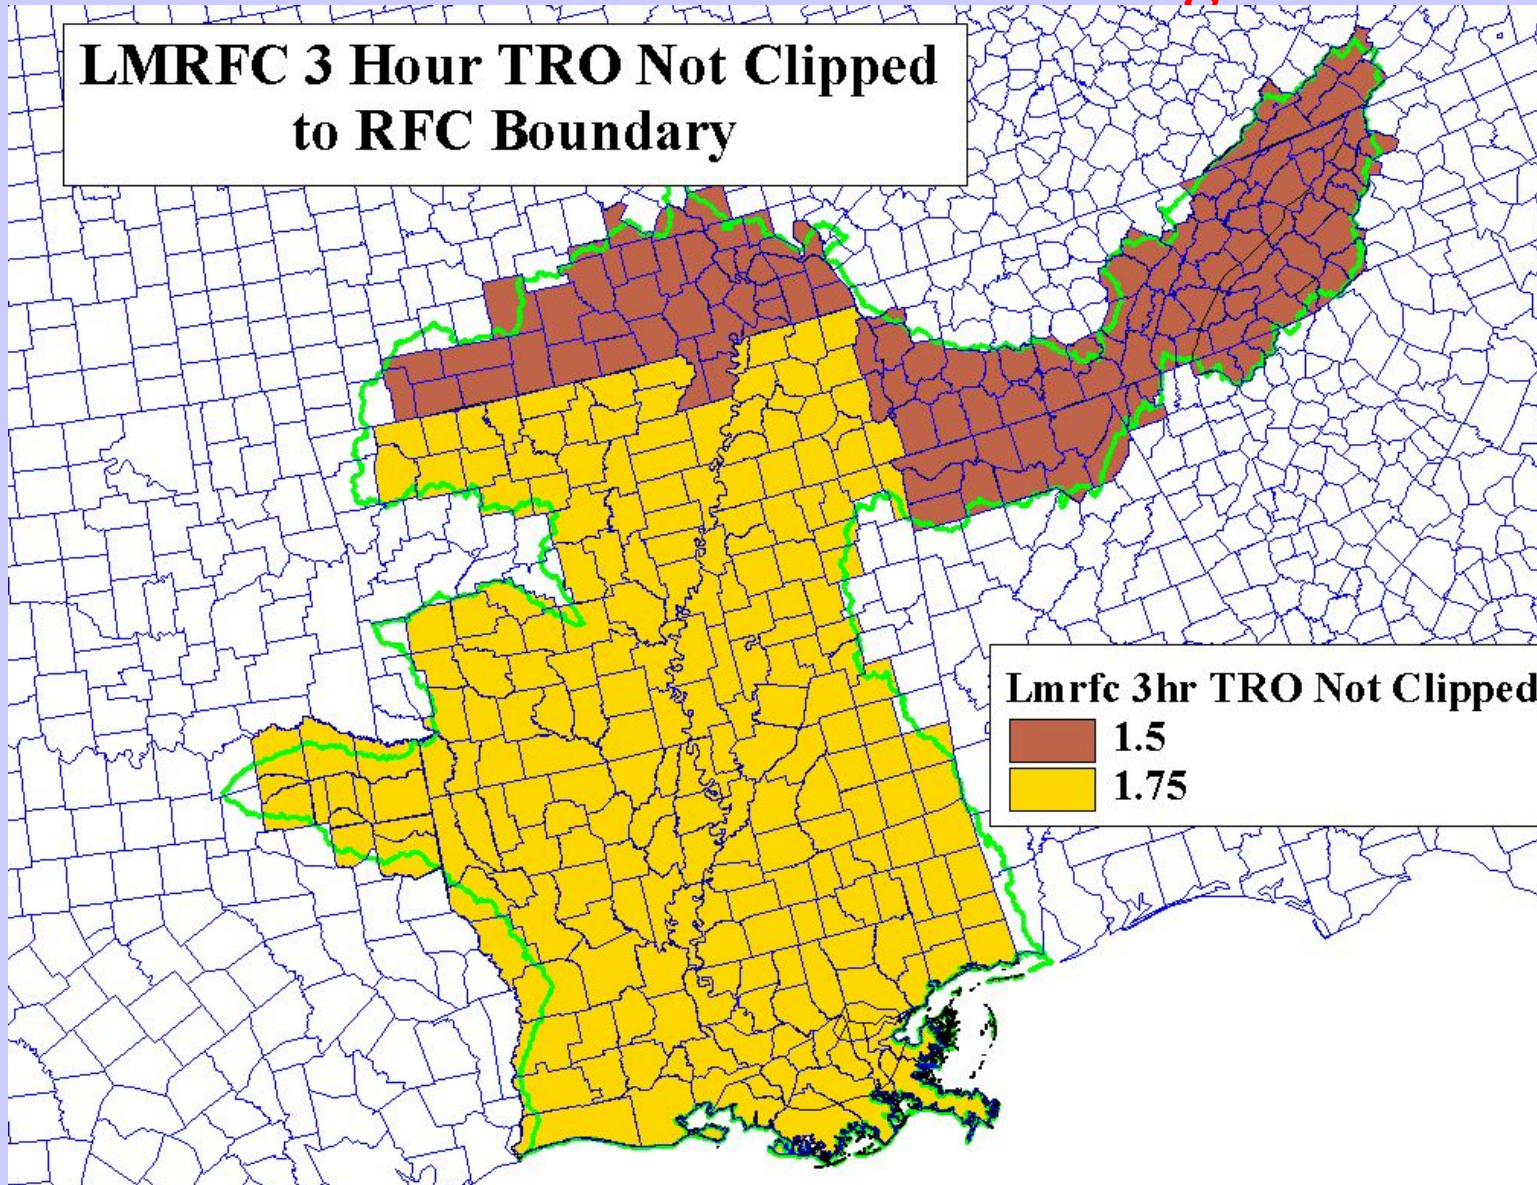 LMRFC 3 Hour TRO Not Clipped
to RFC Boundary
Lmrfc 3hr TRO Not Clipped
1.5
1.75